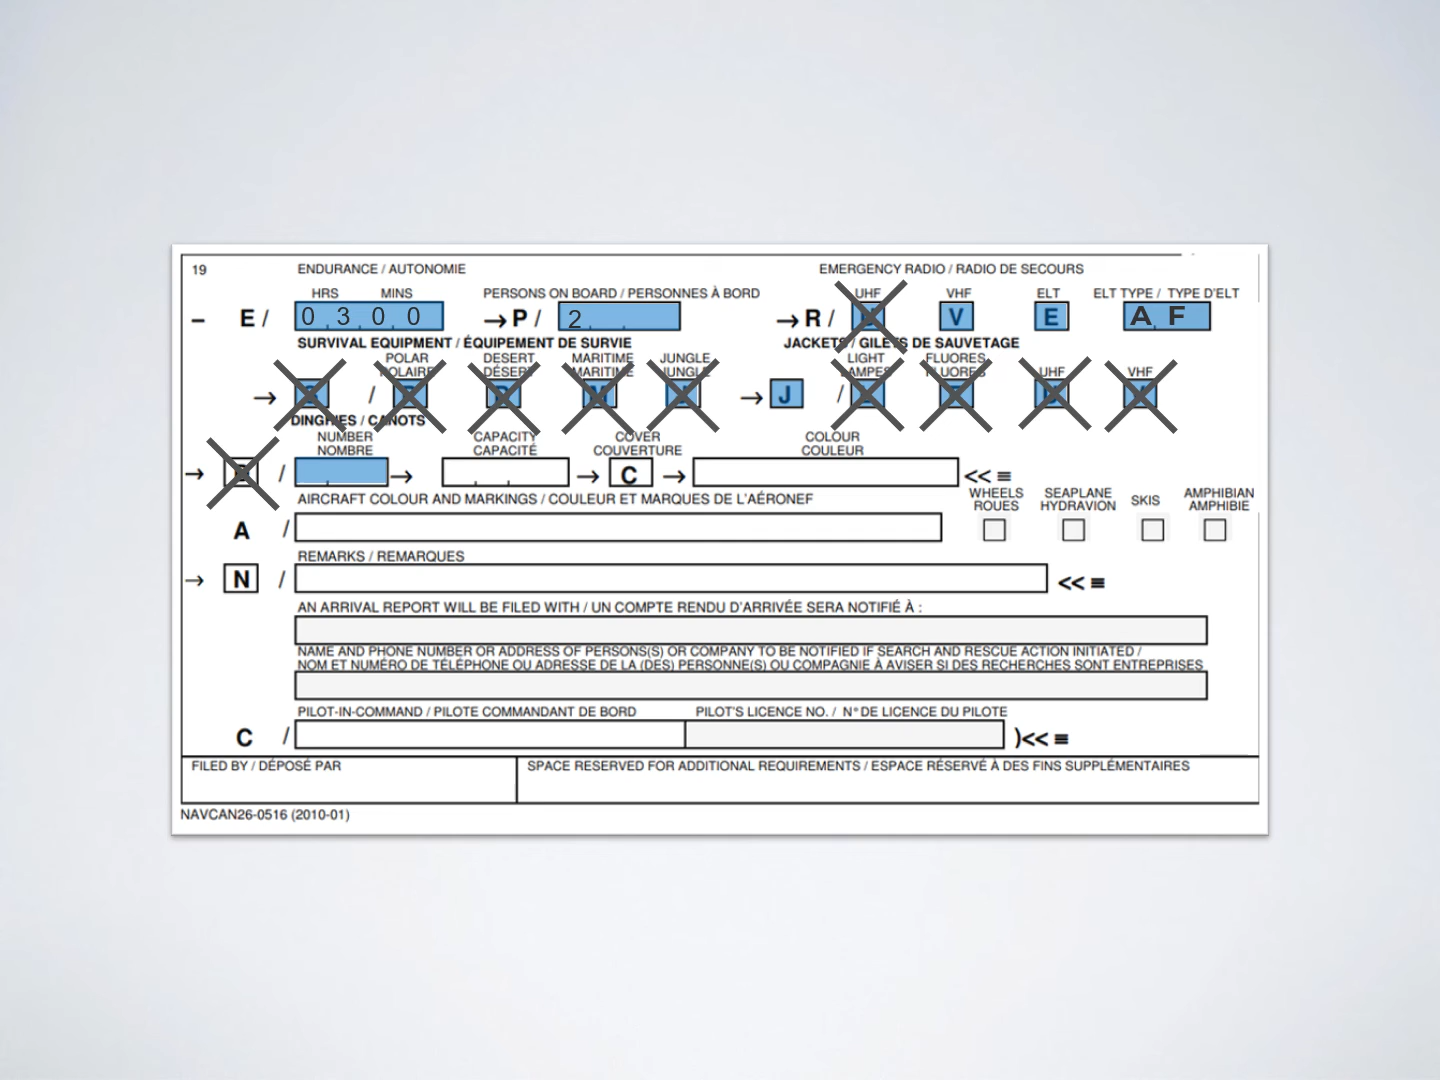 19 ENDURANCE / AUTONOMIE EMERGENCY RADIO / RADIO DE SECOURS
HRS MINS PERSONS ON BOARD / PERSONNES À BORD UHF VHF ELT ELT TYPE / TYPE D'ELT
– E / 0 3 0 0 → P / 2 → R / V E A F
SURVIVAL EQUIPMENT / ÉQUIPEMENT DE SURVIE JACKETS / GILETS DE SAUVETAGE
POLAR DESERT MARITIME JUNGLE LIGHT FLUORES
POLAIRE DÉSERT MARITIME JUNGLE LAMPES FLUORES UHF VHF
→ / M → J /
DINGHIES / CANOTS
NUMBER CAPACITY COVER COLOUR
NOMBRE CAPACITÉ COUVERTURE COULEUR
→ / → → C → << ≡
AIRCRAFT COLOUR AND MARKINGS / COULEUR ET MARQUES DE L'AÉRONEF WHEELS SEAPLANE SKIS AMPHIBIAN
ROUES HYDRAVION AMPHIBIE
A /
REMARKS / REMARQUES
→ N / << ≡
AN ARRIVAL REPORT WILL BE FILED WITH / UN COMPTE RENDU D'ARRIVÉE SERA NOTIFIÉ À :
NAME AND PHONE NUMBER OR ADDRESS OF PERSONS(S) OR COMPANY TO BE NOTIFIED IF SEARCH AND RESCUE ACTION INITIATED /
NOM ET NUMÉRO DE TÉLÉPHONE OU ADRESSE DE LA (DES) PERSONNE(S) OU COMPAGNIE À AVISER SI DES RECHERCHES SONT ENTREPRISES
PILOT-IN-COMMAND / PILOTE COMMANDANT DE BORD PILOT'S LICENCE NO. / N° DE LICENCE DU PILOTE
C / )<< ≡
FILED BY / DÉPOSÉ PAR SPACE RESERVED FOR ADDITIONAL REQUIREMENTS / ESPACE RÉSERVÉ À DES FINS SUPPLÉMENTAIRES
NAVCAN26-0516 (2010-01)